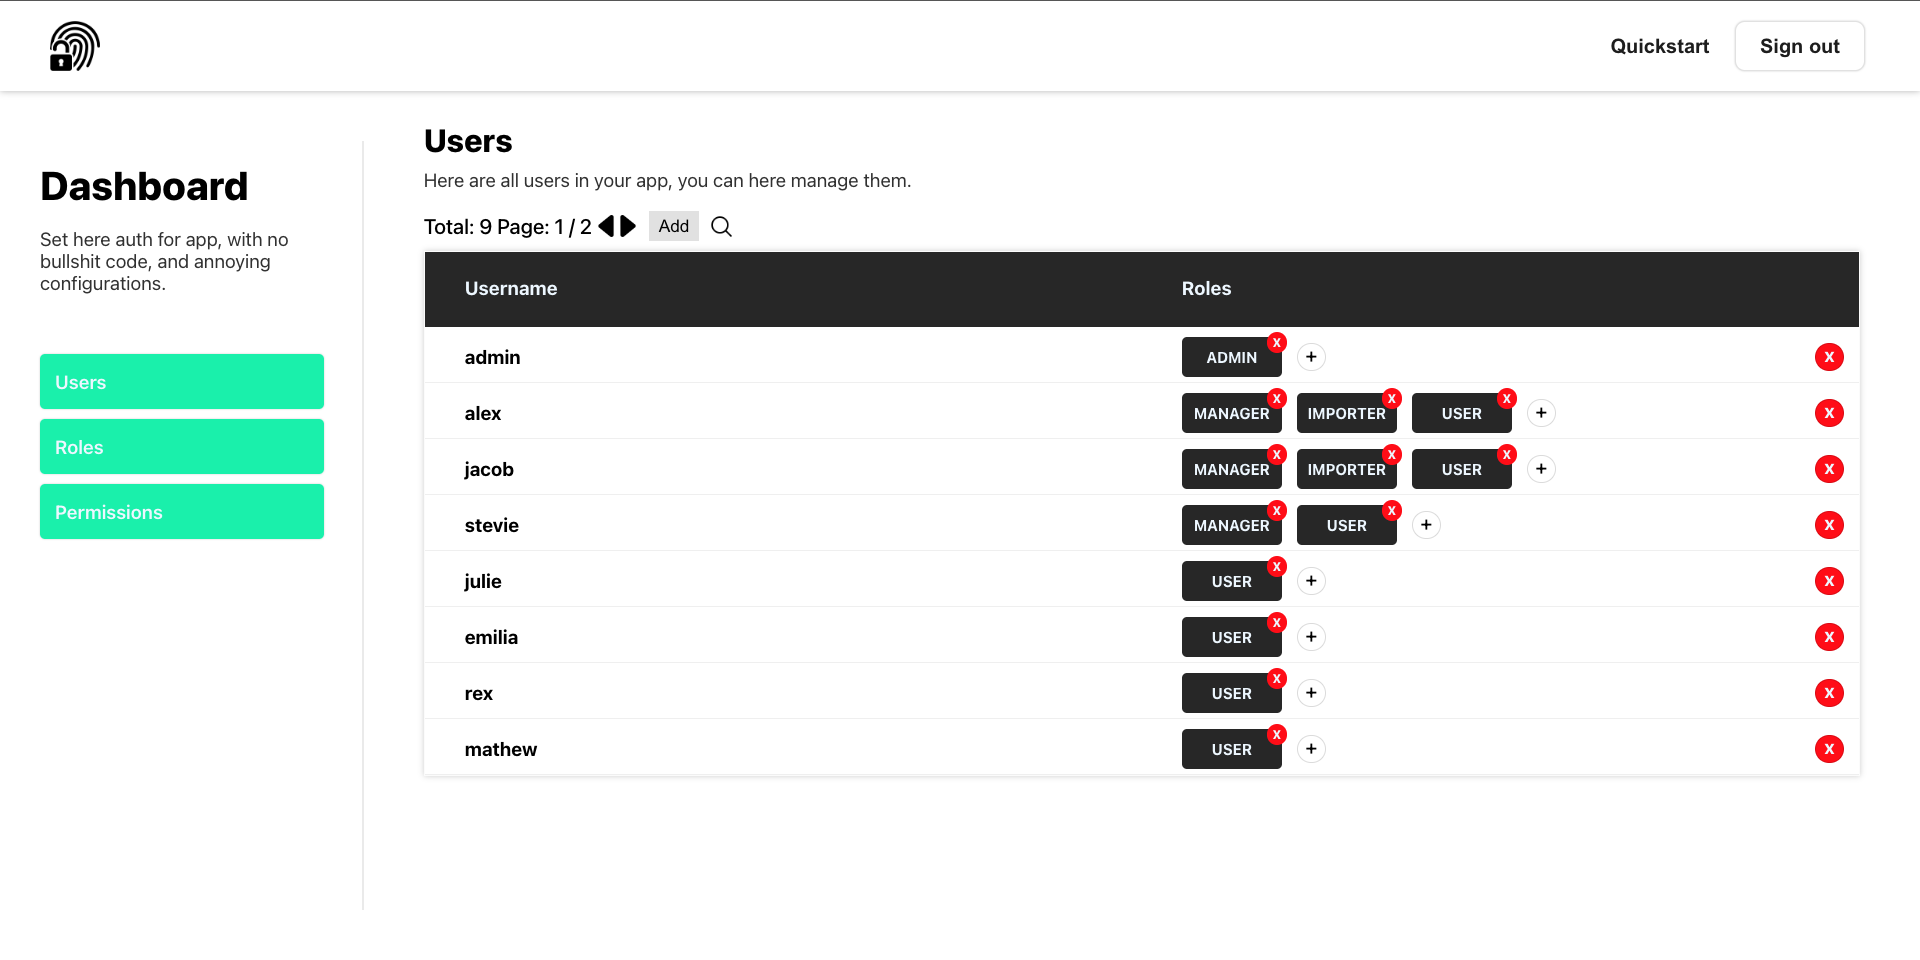 Quickstart Sign out
Dashboard
Set here auth for app, with no
bullshit code, and annoying
configurations.
Users
Roles
Permissions
Users
Here are all users in your app, you can here manage them.
Total: 9 Page: 1 / 2 Add
Username Roles
admin ADMIN x + x
alex MANAGER x IMPORTER x USER x + x
jacob MANAGER x IMPORTER x USER x + x
stevie MANAGER x USER x + x
julie USER x + x
emilia USER x + x
rex USER x + x
mathew USER x + x